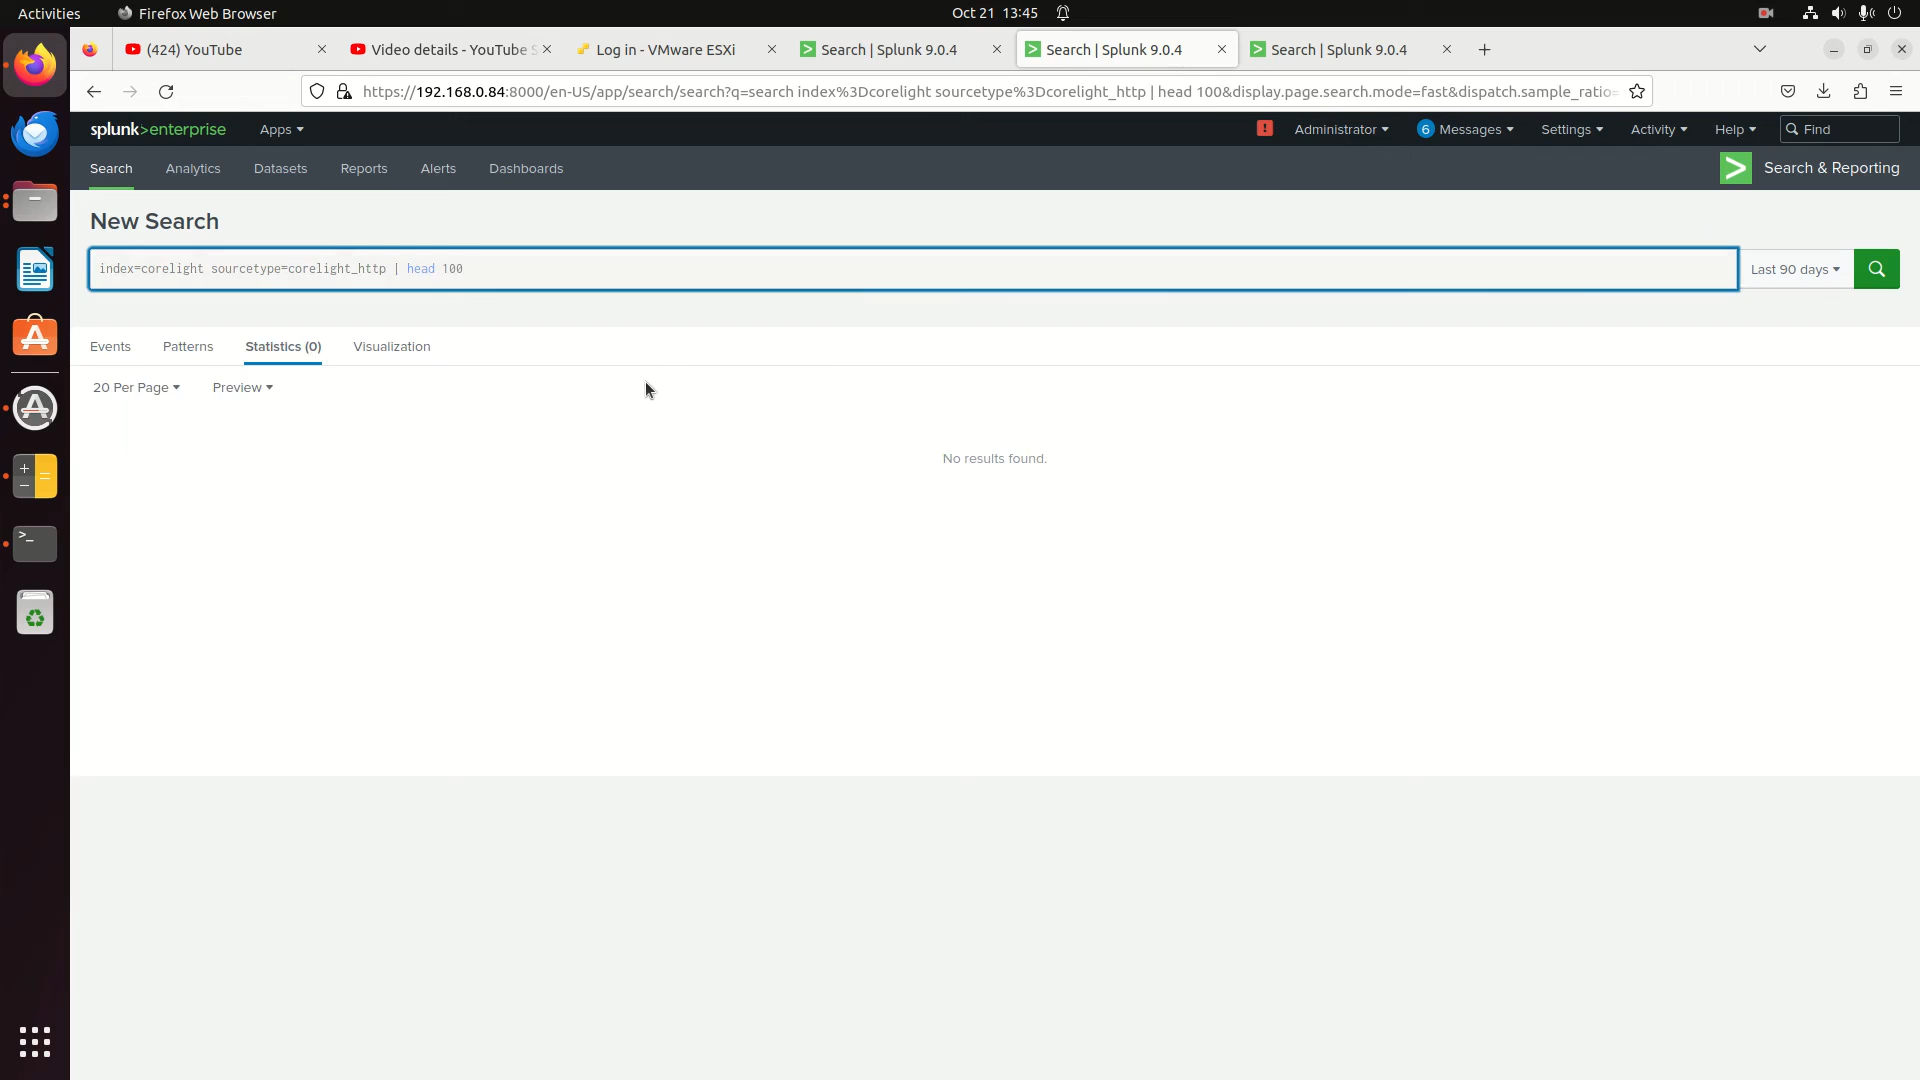 Activities
Firefox Web Browser
Oct 21 13:45
(424) YouTube
Video details - YouTube S
Log in - VMware ESXi
Search | Splunk 9.0.4
Search | Splunk 9.0.4
Search | Splunk 9.0.4
https://192.168.0.84:8000/en-US/app/search/search?q=search index%3Dcorelight sourcetype%3Dcorelight_http | head 100&display.page.search.mode=fast&dispatch.sample_ratio=
splunk>enterprise
Apps
!
Administrator
6 Messages
Settings
Activity
Help
Find
Search
Analytics
Datasets
Reports
Alerts
Dashboards
Search & Reporting
New Search
index=corelight sourcetype=corelight_http | head 100
Last 90 days
Events
Patterns
Statistics (0)
Visualization
20 Per Page
Preview
No results found.